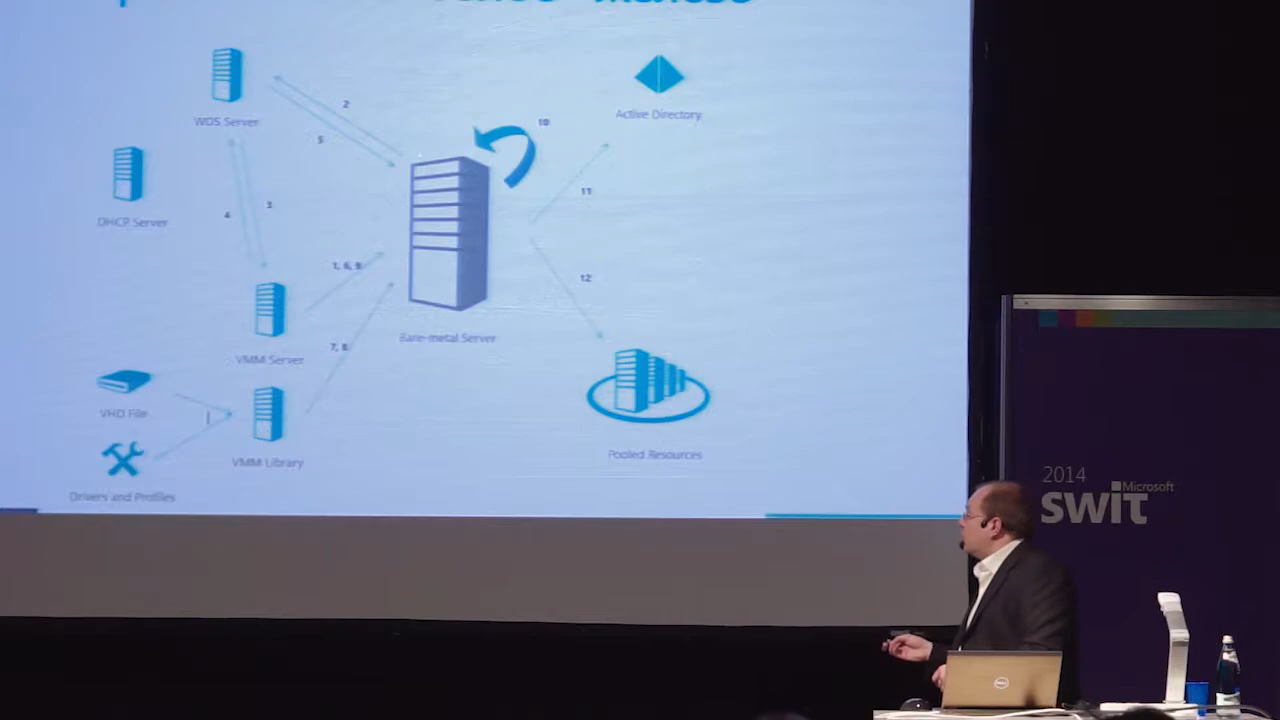 WDS Server
2
5
10
Active Directory
DHCP Server
4
3
11
1, 6, 9
12
Bare-metal Server
VMM Server
7, 8
VHD File
VMM Library
Pooled Resources
Drivers and Profiles
2014
Microsoft
swit
DELL